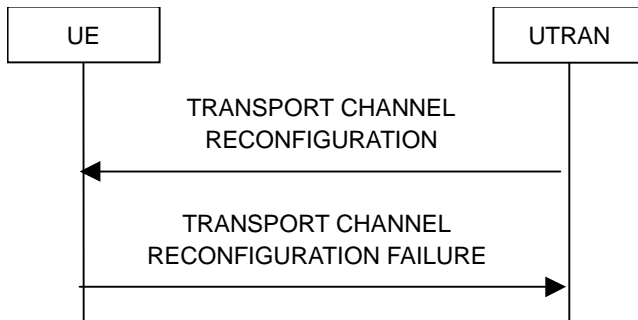 UE
UTRAN
TRANSPORT CHANNEL
RECONFIGURATION
TRANSPORT CHANNEL
RECONFIGURATION FAILURE